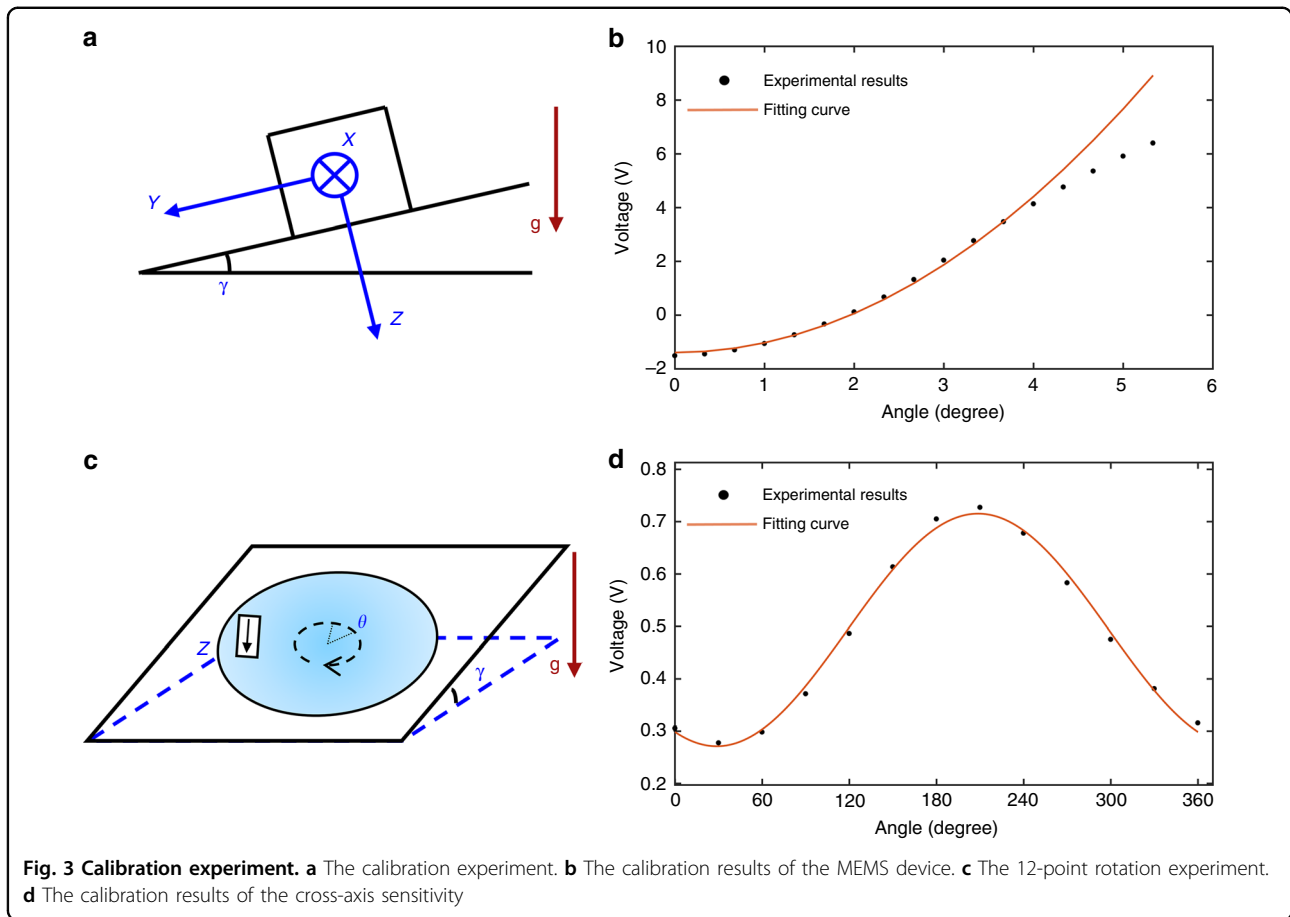 a
X
Y
Z
γ
g
b
10
8
6
4
2
0
−2
Voltage (V)
Experimental results
Fitting curve
0 1 2 3 4 5 6
Angle (degree)
c
Z
θ
γ
g
d
0.8
0.7
0.6
0.5
0.4
0.3
0.2
Voltage (V)
Experimental results
Fitting curve
0 60 120 180 240 300 360
Angle (degree)
Fig. 3 Calibration experiment. a The calibration experiment. b The calibration results of the MEMS device. c The 12-point rotation experiment.
d The calibration results of the cross-axis sensitivity